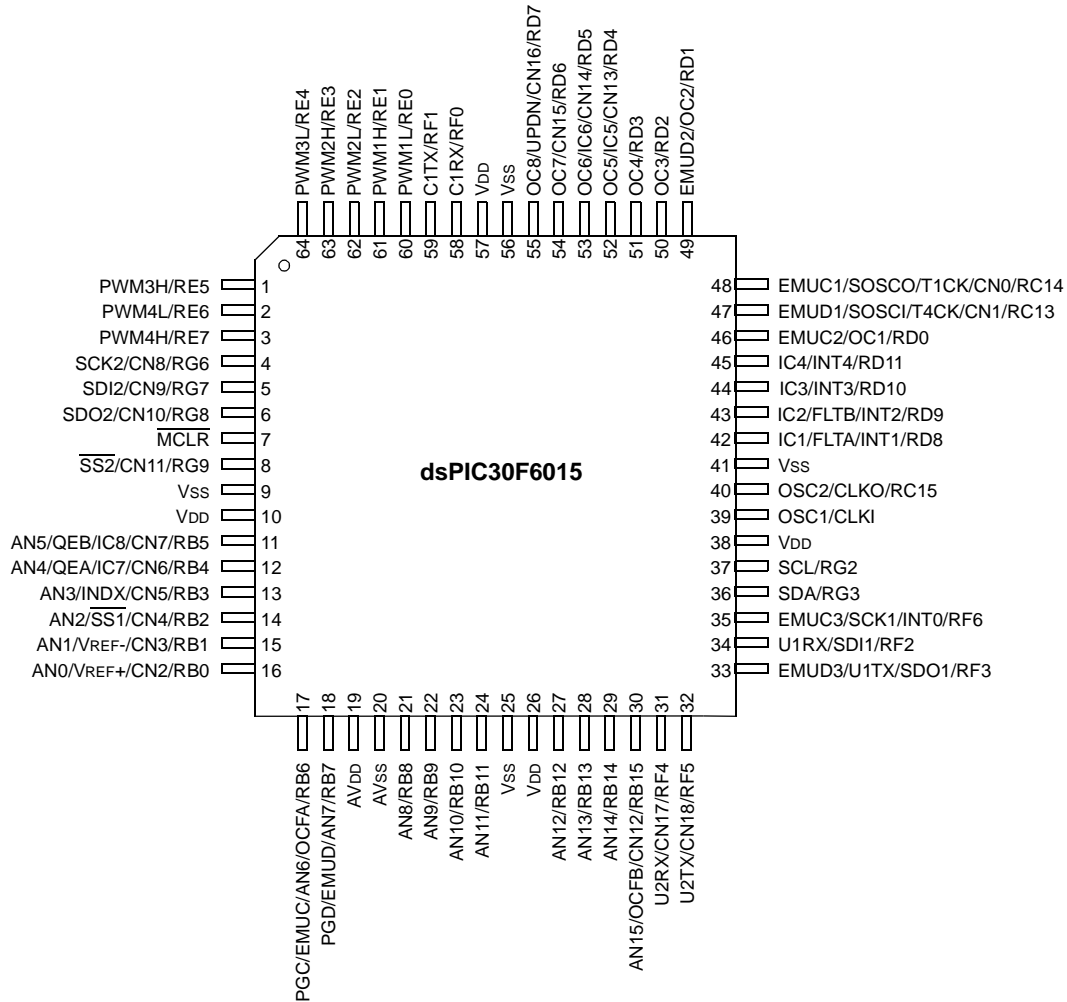 PWM3L/RE4
PWM2H/RE3
PWM2L/RE2
PWM1H/RE1
PWM1L/RE0
C1TX/RF1
C1RX/RF0
VDD
VSS
OC8/UPDN/CN16/RD7
OC7/CN15/RD6
OC6/IC6/CN14/RD5
OC5/IC5/CN13/RD4
OC4/RD3
OC3/RD2
EMUD2/OC2/RD1
64 63 62 61 60 59 58 57 56 55 54 53 52 51 50 49
PWM3H/RE5 1
PWM4L/RE6 2
PWM4H/RE7 3
SCK2/CN8/RG6 4
SDI2/CN9/RG7 5
SDO2/CN10/RG8 6
MCLR 7
SS2/CN11/RG9 8
VSS 9
VDD 10
AN5/QEB/IC8/CN7/RB5 11
AN4/QEA/IC7/CN6/RB4 12
AN3/INDX/CN5/RB3 13
AN2/SS1/CN4/RB2 14
AN1/VREF-/CN3/RB1 15
AN0/VREF+/CN2/RB0 16
dsPIC30F6015
48 EMUC1/SOSCO/T1CK/CN0/RC14
47 EMUD1/SOSCI/T4CK/CN1/RC13
46 EMUC2/OC1/RD0
45 IC4/INT4/RD11
44 IC3/INT3/RD10
43 IC2/FLTB/INT2/RD9
42 IC1/FLTA/INT1/RD8
41 VSS
40 OSC2/CLKO/RC15
39 OSC1/CLKI
38 VDD
37 SCL/RG2
36 SDA/RG3
35 EMUC3/SCK1/INT0/RF6
34 U1RX/SDI1/RF2
33 EMUD3/U1TX/SDO1/RF3
17 18 19 20 21 22 23 24 25 26 27 28 29 30 31 32
PGC/EMUC/AN6/OCFA/RB6
PGD/EMUD/AN7/RB7
AVDD
AVSS
AN8/RB8
AN9/RB9
AN10/RB10
AN11/RB11
VSS
VDD
AN12/RB12
AN13/RB13
AN14/RB14
AN15/OCFB/CN12/RB15
U2RX/CN17/RF4
U2TX/CN18/RF5